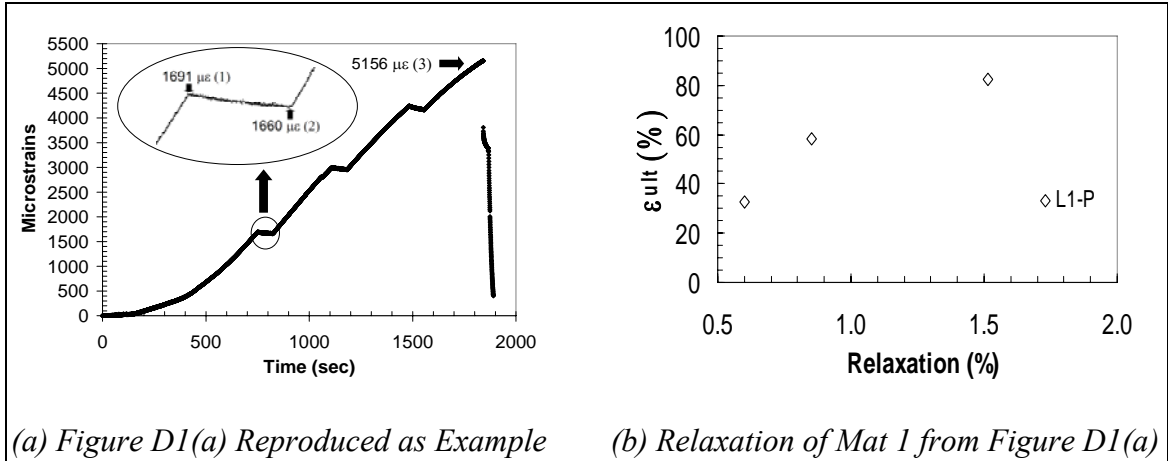 5500
5000
4500
4000
3500
3000
2500
2000
1500
1000
500
0
Microstrains
1691 με (1)
1660 με (2)
5156 με (3)
0 500 1000 1500 2000
Time (sec)
100
80
60
40
20
0
εult (%)
L1-P
0.5 1.0 1.5 2.0
Relaxation (%)
(a) Figure D1(a) Reproduced as Example
(b) Relaxation of Mat 1 from Figure D1(a)